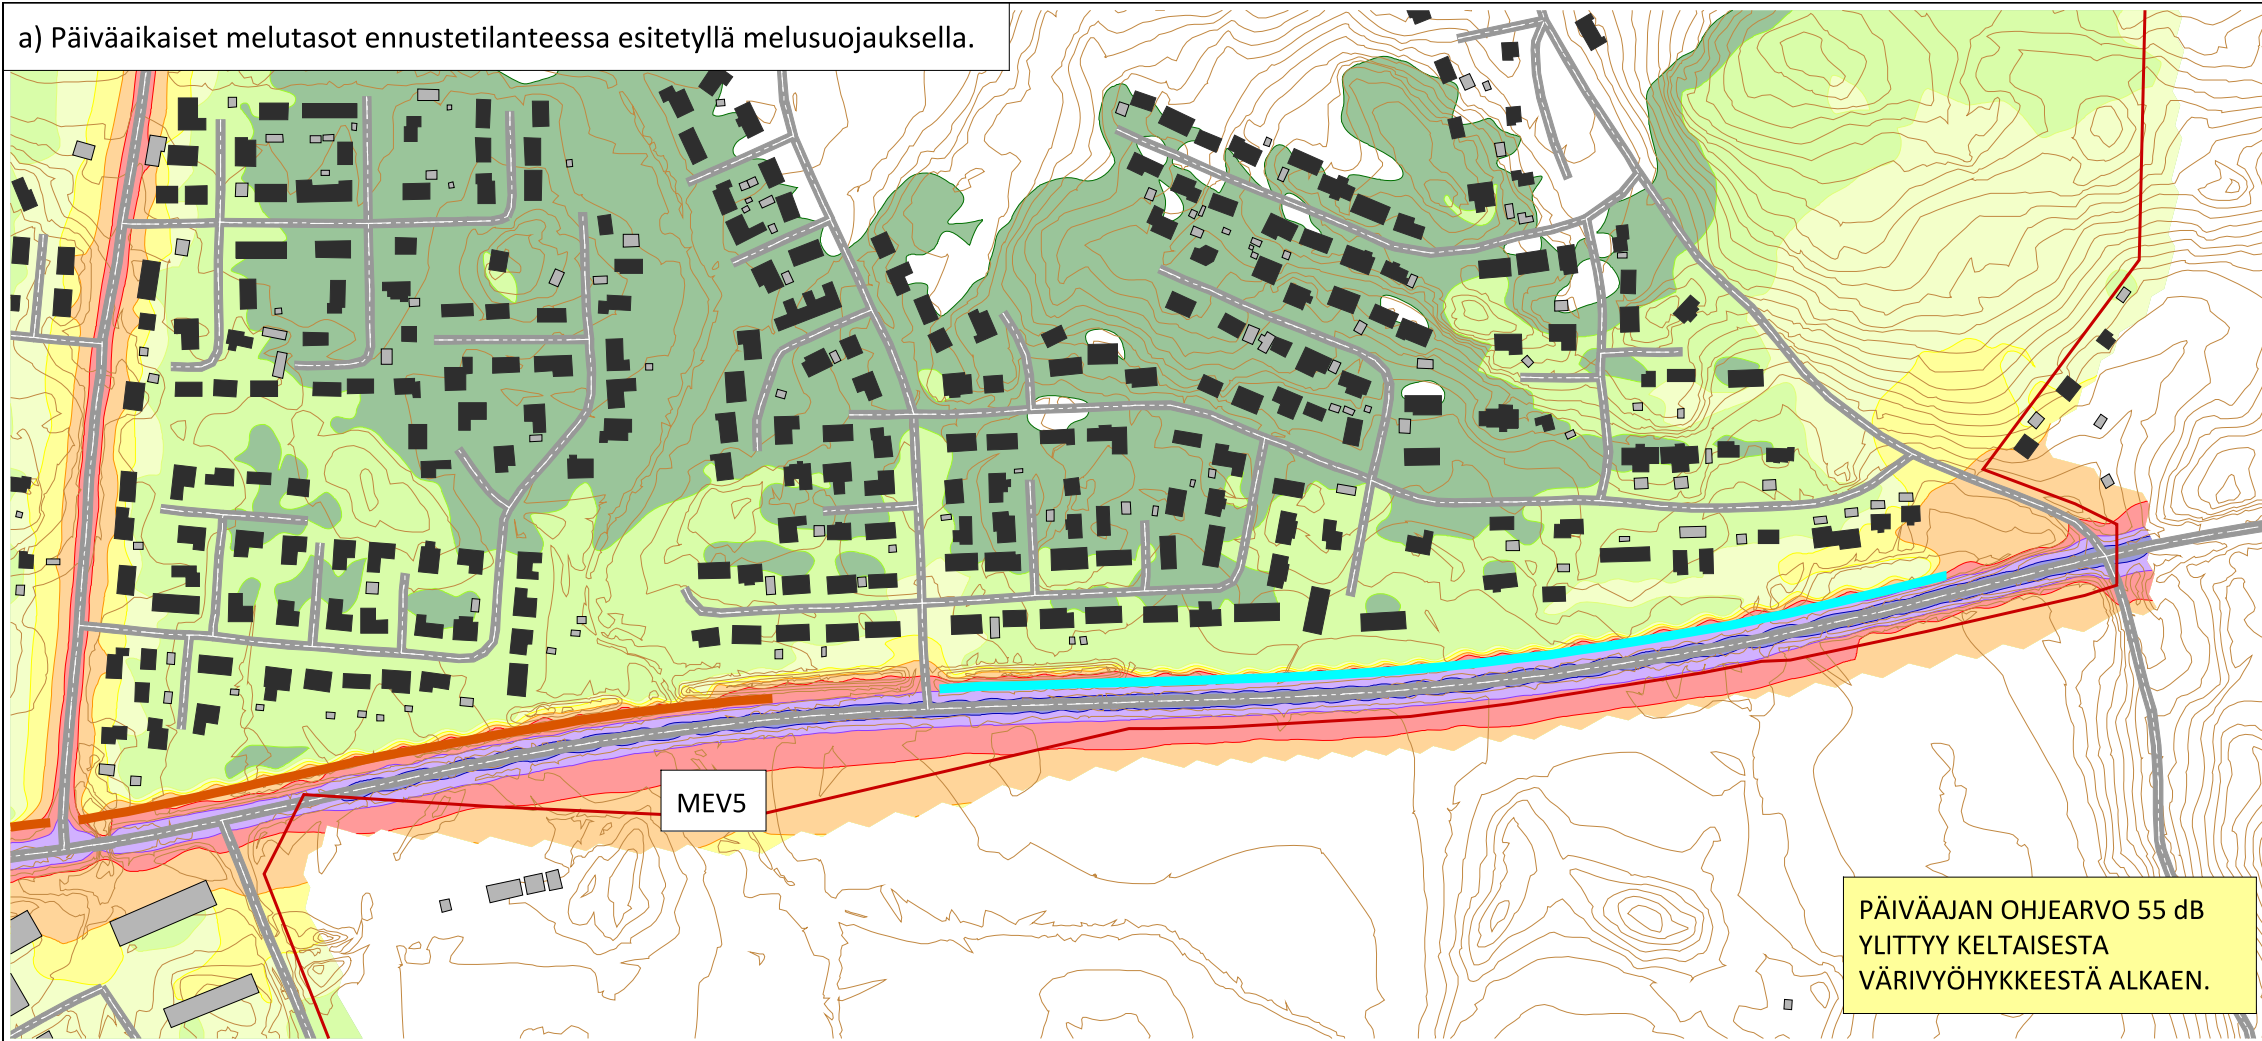 a) Päiväaikaiset melutasot ennustetilanteessa esitetyllä melusuojauksella.
MEV5
PÄIVÄAJAN OHJEARVO 55 dB
YLITTYY KELTAISESTA
VÄRIVYÖHYKKEESTÄ ALKAEN.